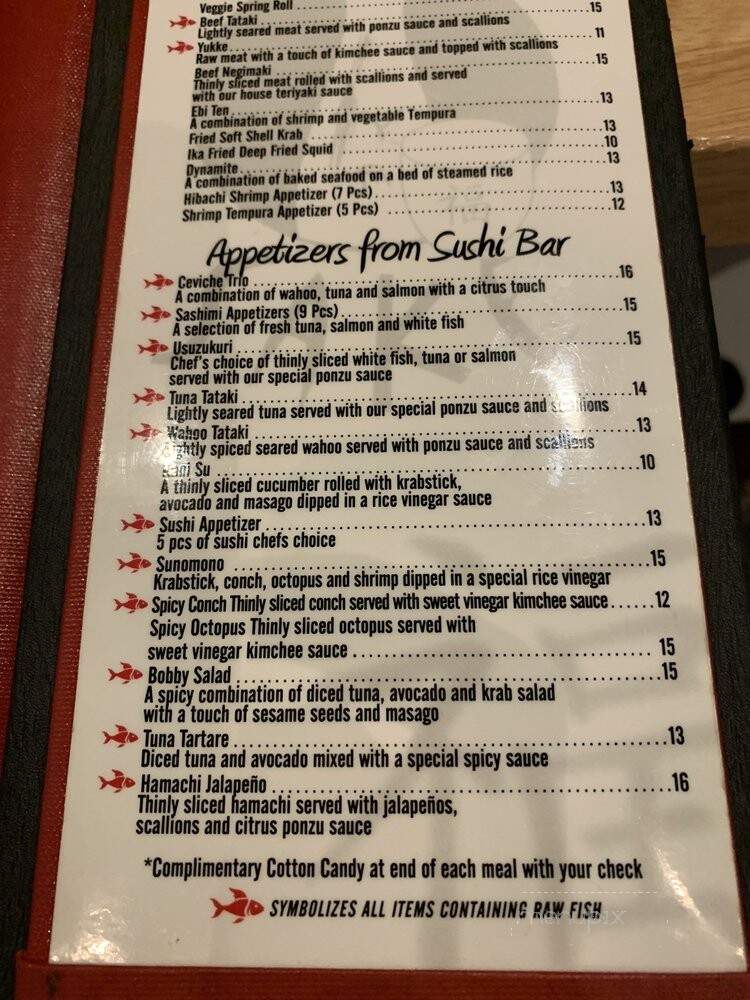 Veggie Spring Roll ........ 15
Beef Tataki
Lightly seared meat served with ponzu sauce and scallions
Yukke ........ 11
Raw meat with a touch of kimchee sauce and topped with scallions
Beef Negimaki ........ 15
Thinly sliced meat rolled with scallions and served
with our house teriyaki sauce
Ebi Ten ........ 13
A combination of shrimp and vegetable Tempura
Fried Soft Shell Krab ........ 13
Ika Fried Deep Fried Squid ........ 10
Dynamite ........ 13
A combination of baked seafood on a bed of steamed rice
Hibachi Shrimp Appetizer (7 Pcs) ........ 13
Shrimp Tempura Appetizer (5 Pcs) ........ 12
Appetizers from Sushi Bar
Ceviche Trio ........ 16
A combination of wahoo, tuna and salmon with a citrus touch
Sashimi Appetizers (9 Pcs) ........ 15
A selection of fresh tuna, salmon and white fish
Usuzukuri ........ 15
Chef's choice of thinly sliced white fish, tuna or salmon
served with our special ponzu sauce
Tuna Tataki ........ 14
Lightly seared tuna served with our special ponzu sauce and scallions
Wahoo Tataki ........ 13
Lightly spiced seared wahoo served with ponzu sauce and scallions
Kani Su ........ 10
A thinly sliced cucumber rolled with krabstick,
avocado and masago dipped in a rice vinegar sauce
Sushi Appetizer ........ 13
5 pcs of sushi chefs choice
Sunomono ........ 15
Krabstick, conch, octopus and shrimp dipped in a special rice vinegar
Spicy Conch Thinly sliced conch served with sweet vinegar kimchee sauce......12
Spicy Octopus Thinly sliced octopus served with
sweet vinegar kimchee sauce ........ 15
Bobby Salad ........ 15
A spicy combination of diced tuna, avocado and krab salad
with a touch of sesame seeds and masago
Tuna Tartare ........ 13
Diced tuna and avocado mixed with a special spicy sauce
Hamachi Jalapeño ........ 16
Thinly sliced hamachi served with jalapeños,
scallions and citrus ponzu sauce
*Complimentary Cotton Candy at end of each meal with your check
SYMBOLIZES ALL ITEMS CONTAINING RAW FISH